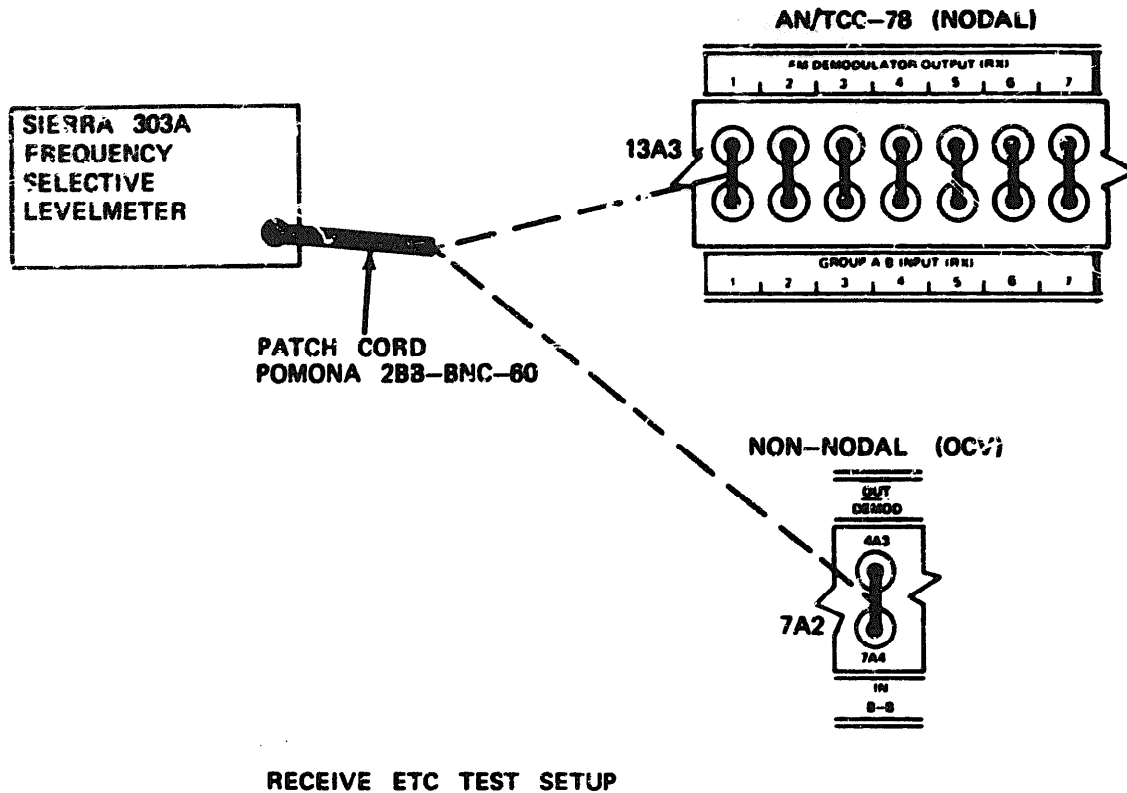 AN/TCC-78 (NODAL)
FM DEMODULATOR OUTPUT (RX)
1 2 3 4 5 6 7
SIERRA 303A
FREQUENCY
SELECTIVE
LEVELMETER
13A3
GROUP A B INPUT (RX)
1 2 3 4 5 6 7
PATCH CORD
POMONA 2BB-BNC-60
NON-NODAL (OCV)
OUT
DEMOD
4A3
7A2
7A4
IN
B-B
RECEIVE ETC TEST SETUP